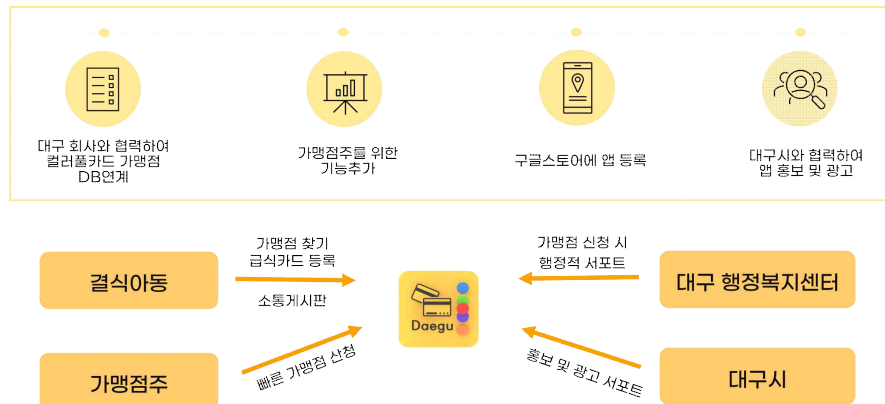 대구 회사와 협력하여
컬러풀카드 가맹점
DB연계
가맹점주를 위한
기능추가
구글스토어에 앱 등록
대구시와 협력하여
앱 홍보 및 광고
결식아동
가맹점 찾기
급식카드 등록
소통게시판
Daegu
가맹점 신청 시
행정적 서포트
대구 행정복지센터
가맹점주
빠른 가맹점 산청
홍보 및 광고 서포트
대구시